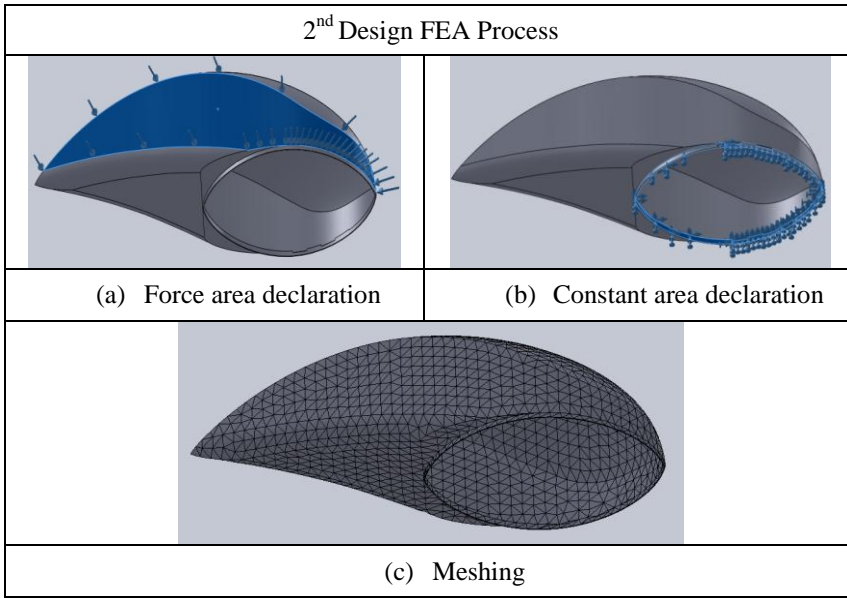 2nd Design FEA Process
(a) Force area declaration
(b) Constant area declaration
(c) Meshing